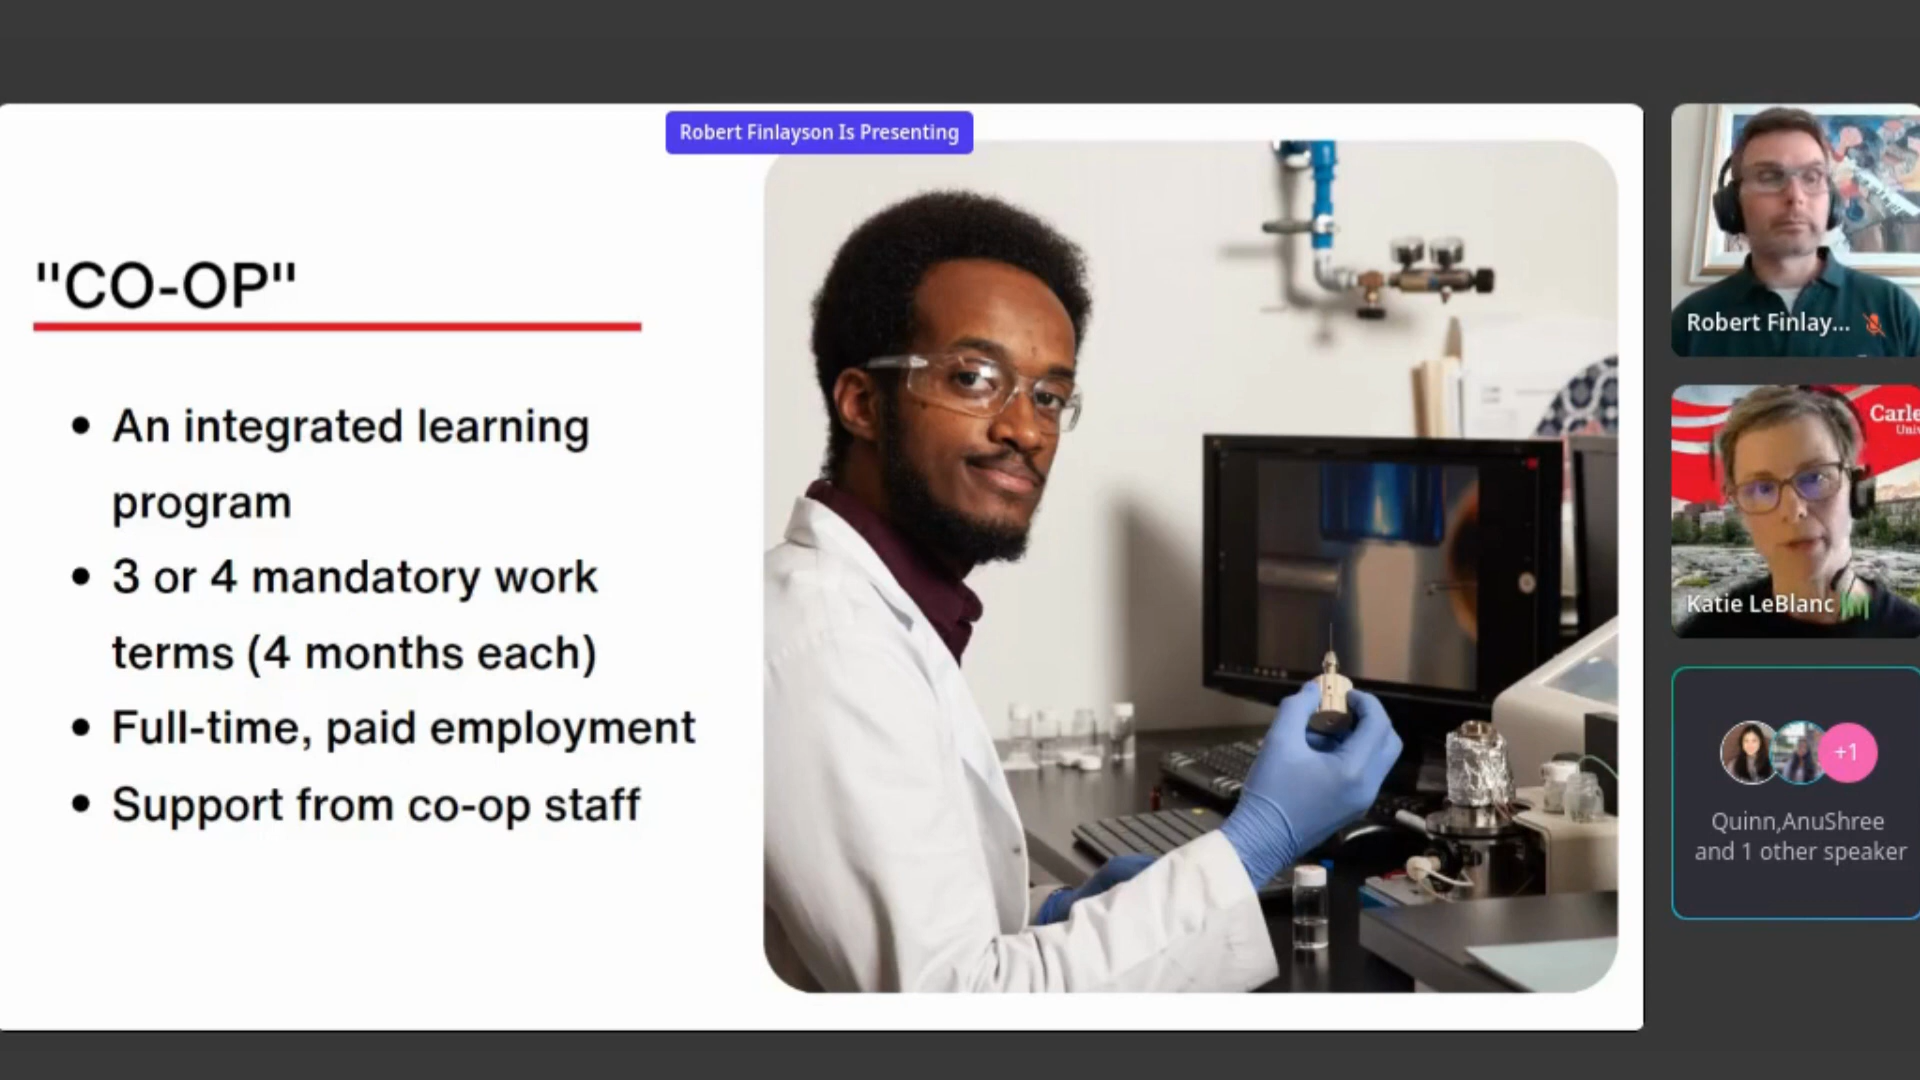 Robert Finlayson Is Presenting
"CO-OP"
• An integrated learning
program
• 3 or 4 mandatory work
terms (4 months each)
• Full-time, paid employment
• Support from co-op staff
Robert Finlay...
Carle
Univ
Katie LeBlanc
+1
Quinn,AnuShree
and 1 other speaker